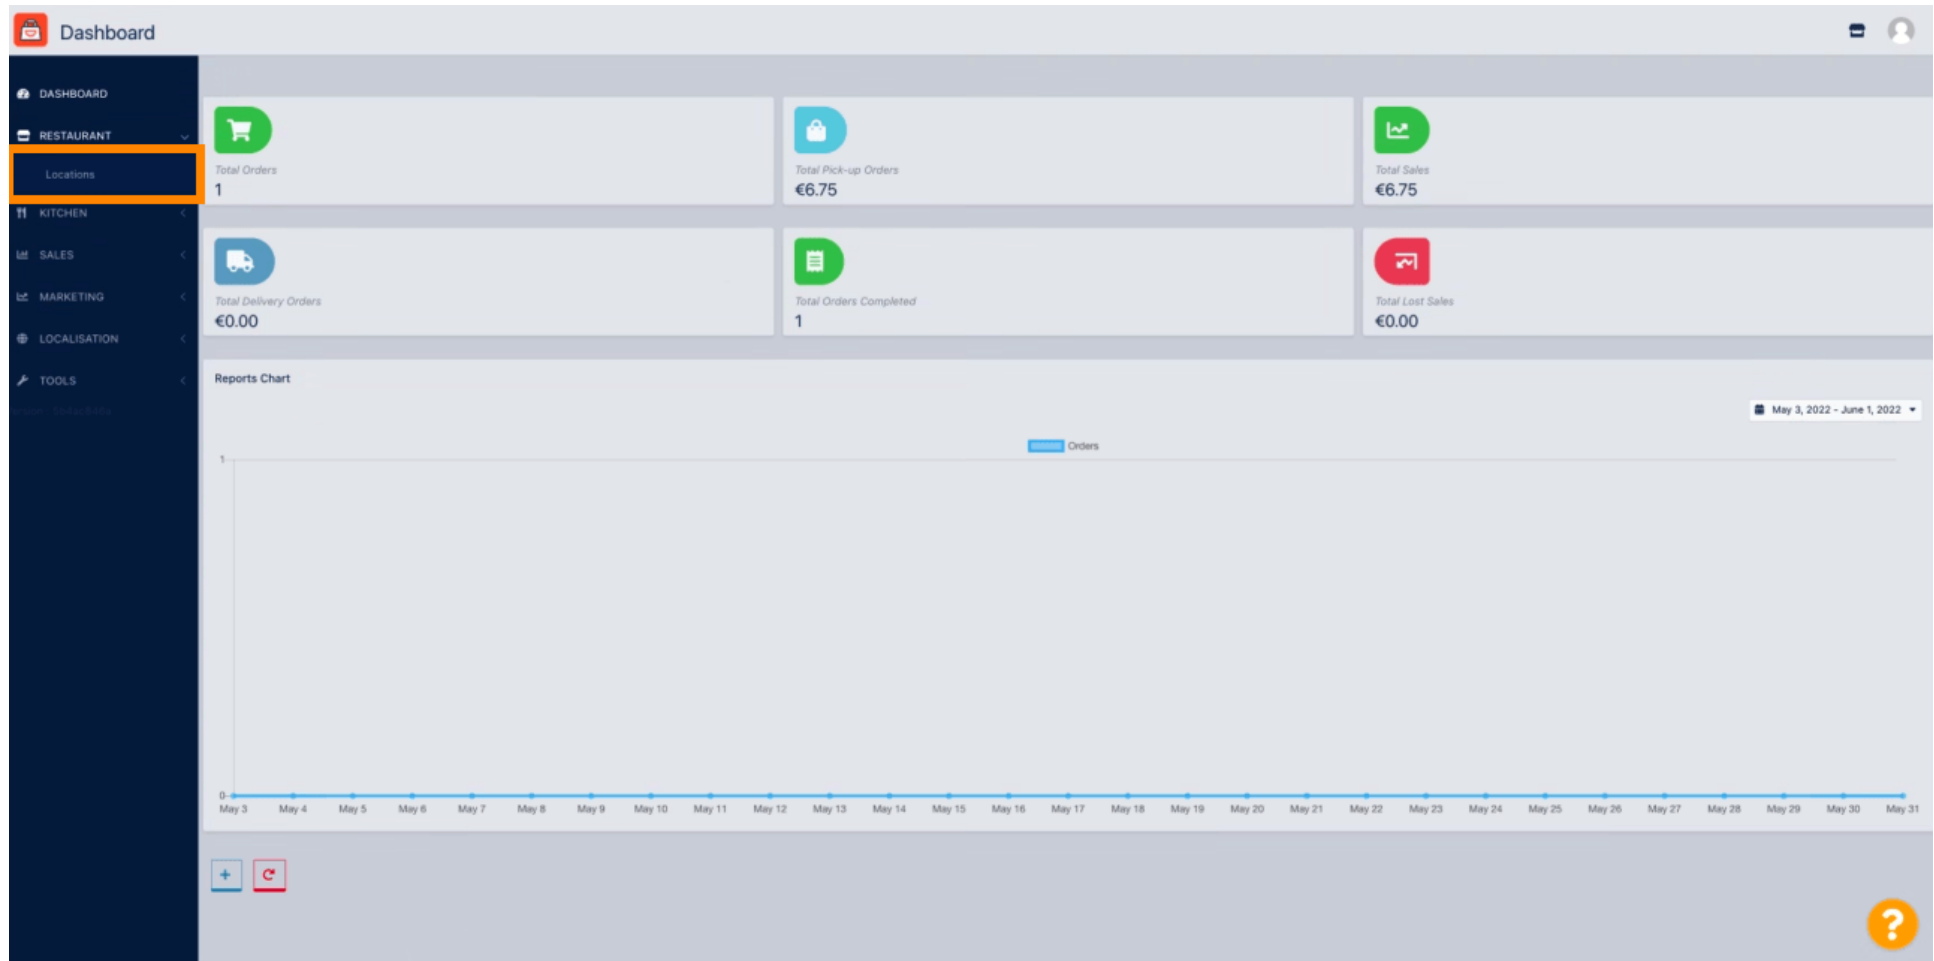 Dashboard
DASHBOARD
RESTAURANT
Locations
KITCHEN
SALES
MARKETING
LOCALISATION
TOOLS
Total Orders
1
Total Pick-up Orders
€6.75
Total Sales
€6.75
Total Delivery Orders
€0.00
Total Orders Completed
1
Total Lost Sales
€0.00
Reports Chart
May 3, 2022 - June 1, 2022
Orders
1
0
May 3 May 4 May 5 May 6 May 7 May 8 May 9 May 10 May 11 May 12 May 13 May 14 May 15 May 16 May 17 May 18 May 19 May 20 May 21 May 22 May 23 May 24 May 25 May 26 May 27 May 28 May 29 May 30 May 31
+
?